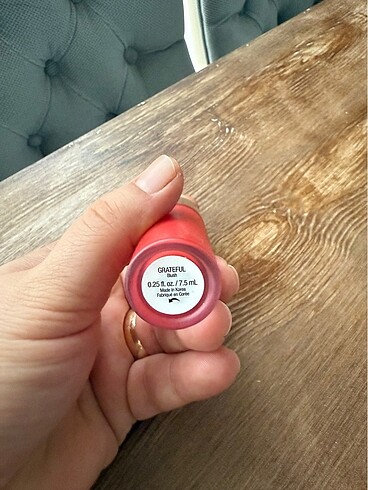 GRATEFUL
Blush
0.25 fl. oz. / 7.5 mL
Made in Korea
Fabriqué en Corée